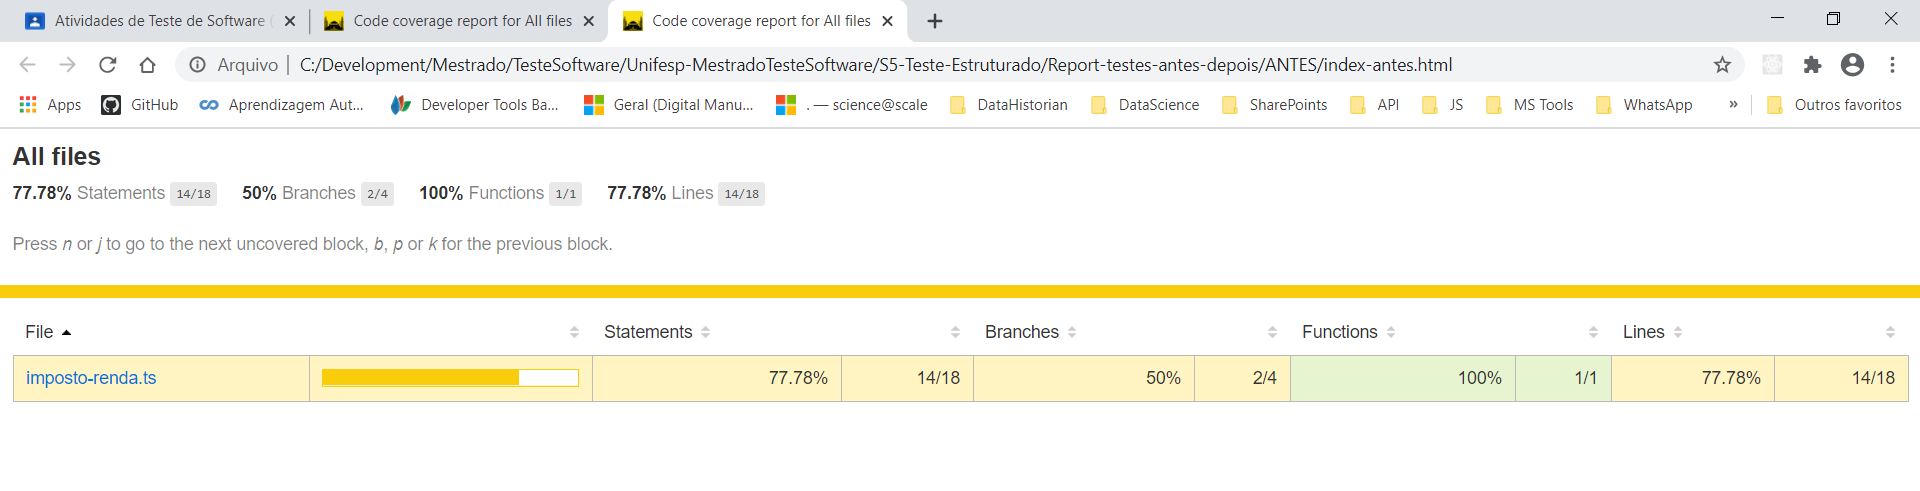 Atividades de Teste de Software (
Code coverage report for All files
Code coverage report for All files
Arquivo | C:/Development/Mestrado/TesteSoftware/Unifesp-MestradoTesteSoftware/S5-Teste-Estruturado/Report-testes-antes-depois/ANTES/index-antes.html
Apps GitHub Aprendizagem Aut... Developer Tools Ba... Geral (Digital Manu... . — science@scale DataHistorian DataScience SharePoints API JS MS Tools WhatsApp » Outros favoritos
All files
77.78% Statements 14/18 50% Branches 2/4 100% Functions 1/1 77.78% Lines 14/18
Press n or j to go to the next uncovered block, b, p or k for the previous block.
File Statements Branches Functions Lines
imposto-renda.ts 77.78% 14/18 50% 2/4 100% 1/1 77.78% 14/18